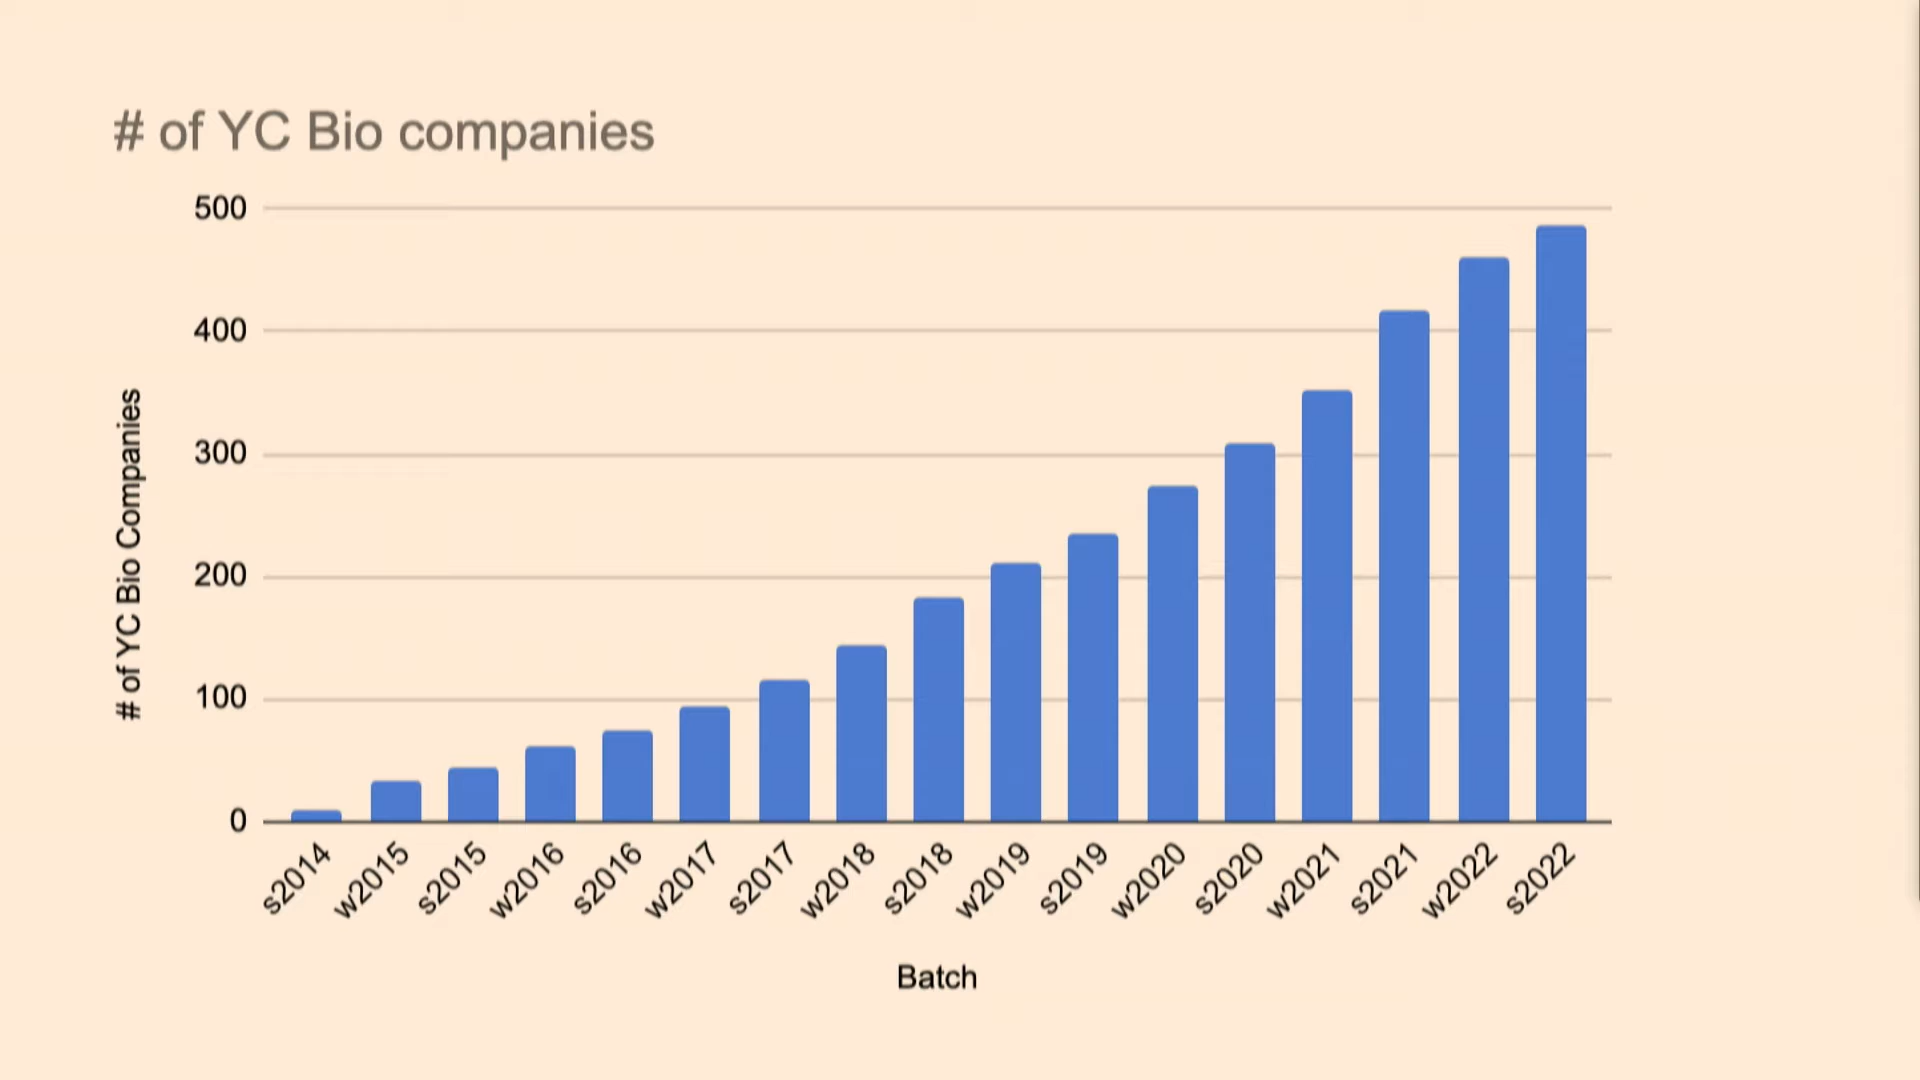 # of YC Bio companies
# of YC Bio Companies
500
400
300
200
100
0
s2014
w2015
s2015
w2016
s2016
w2017
s2017
w2018
s2018
w2019
s2019
w2020
s2020
w2021
s2021
w2022
s2022
Batch